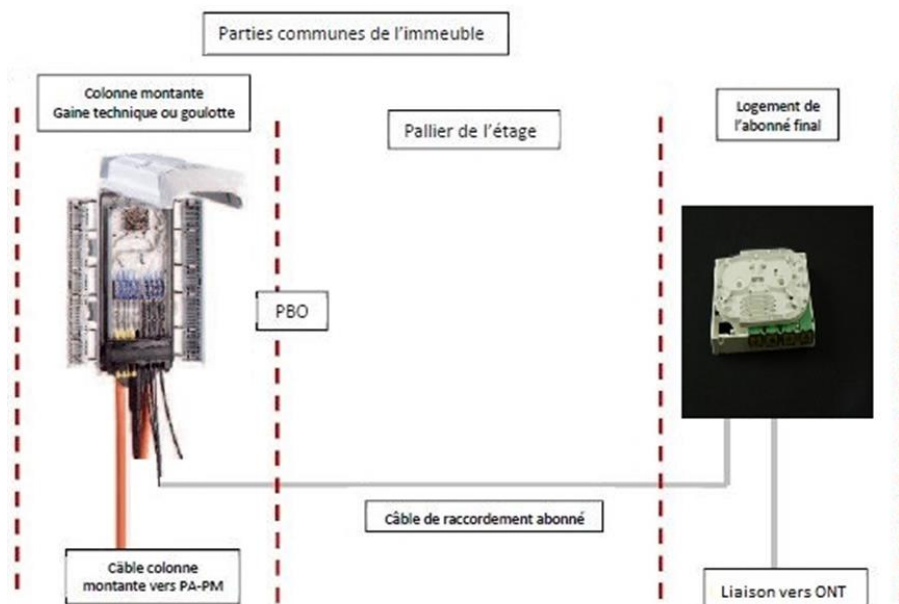 Parties communes de l'immeuble
Colonne montante
Gaine technique ou goulotte
Pallier de l'étage
Logement de
l'abonné final
PBO
Câble de raccordement abonné
Câble colonne
montante vers PA-PM
Liaison vers ONT